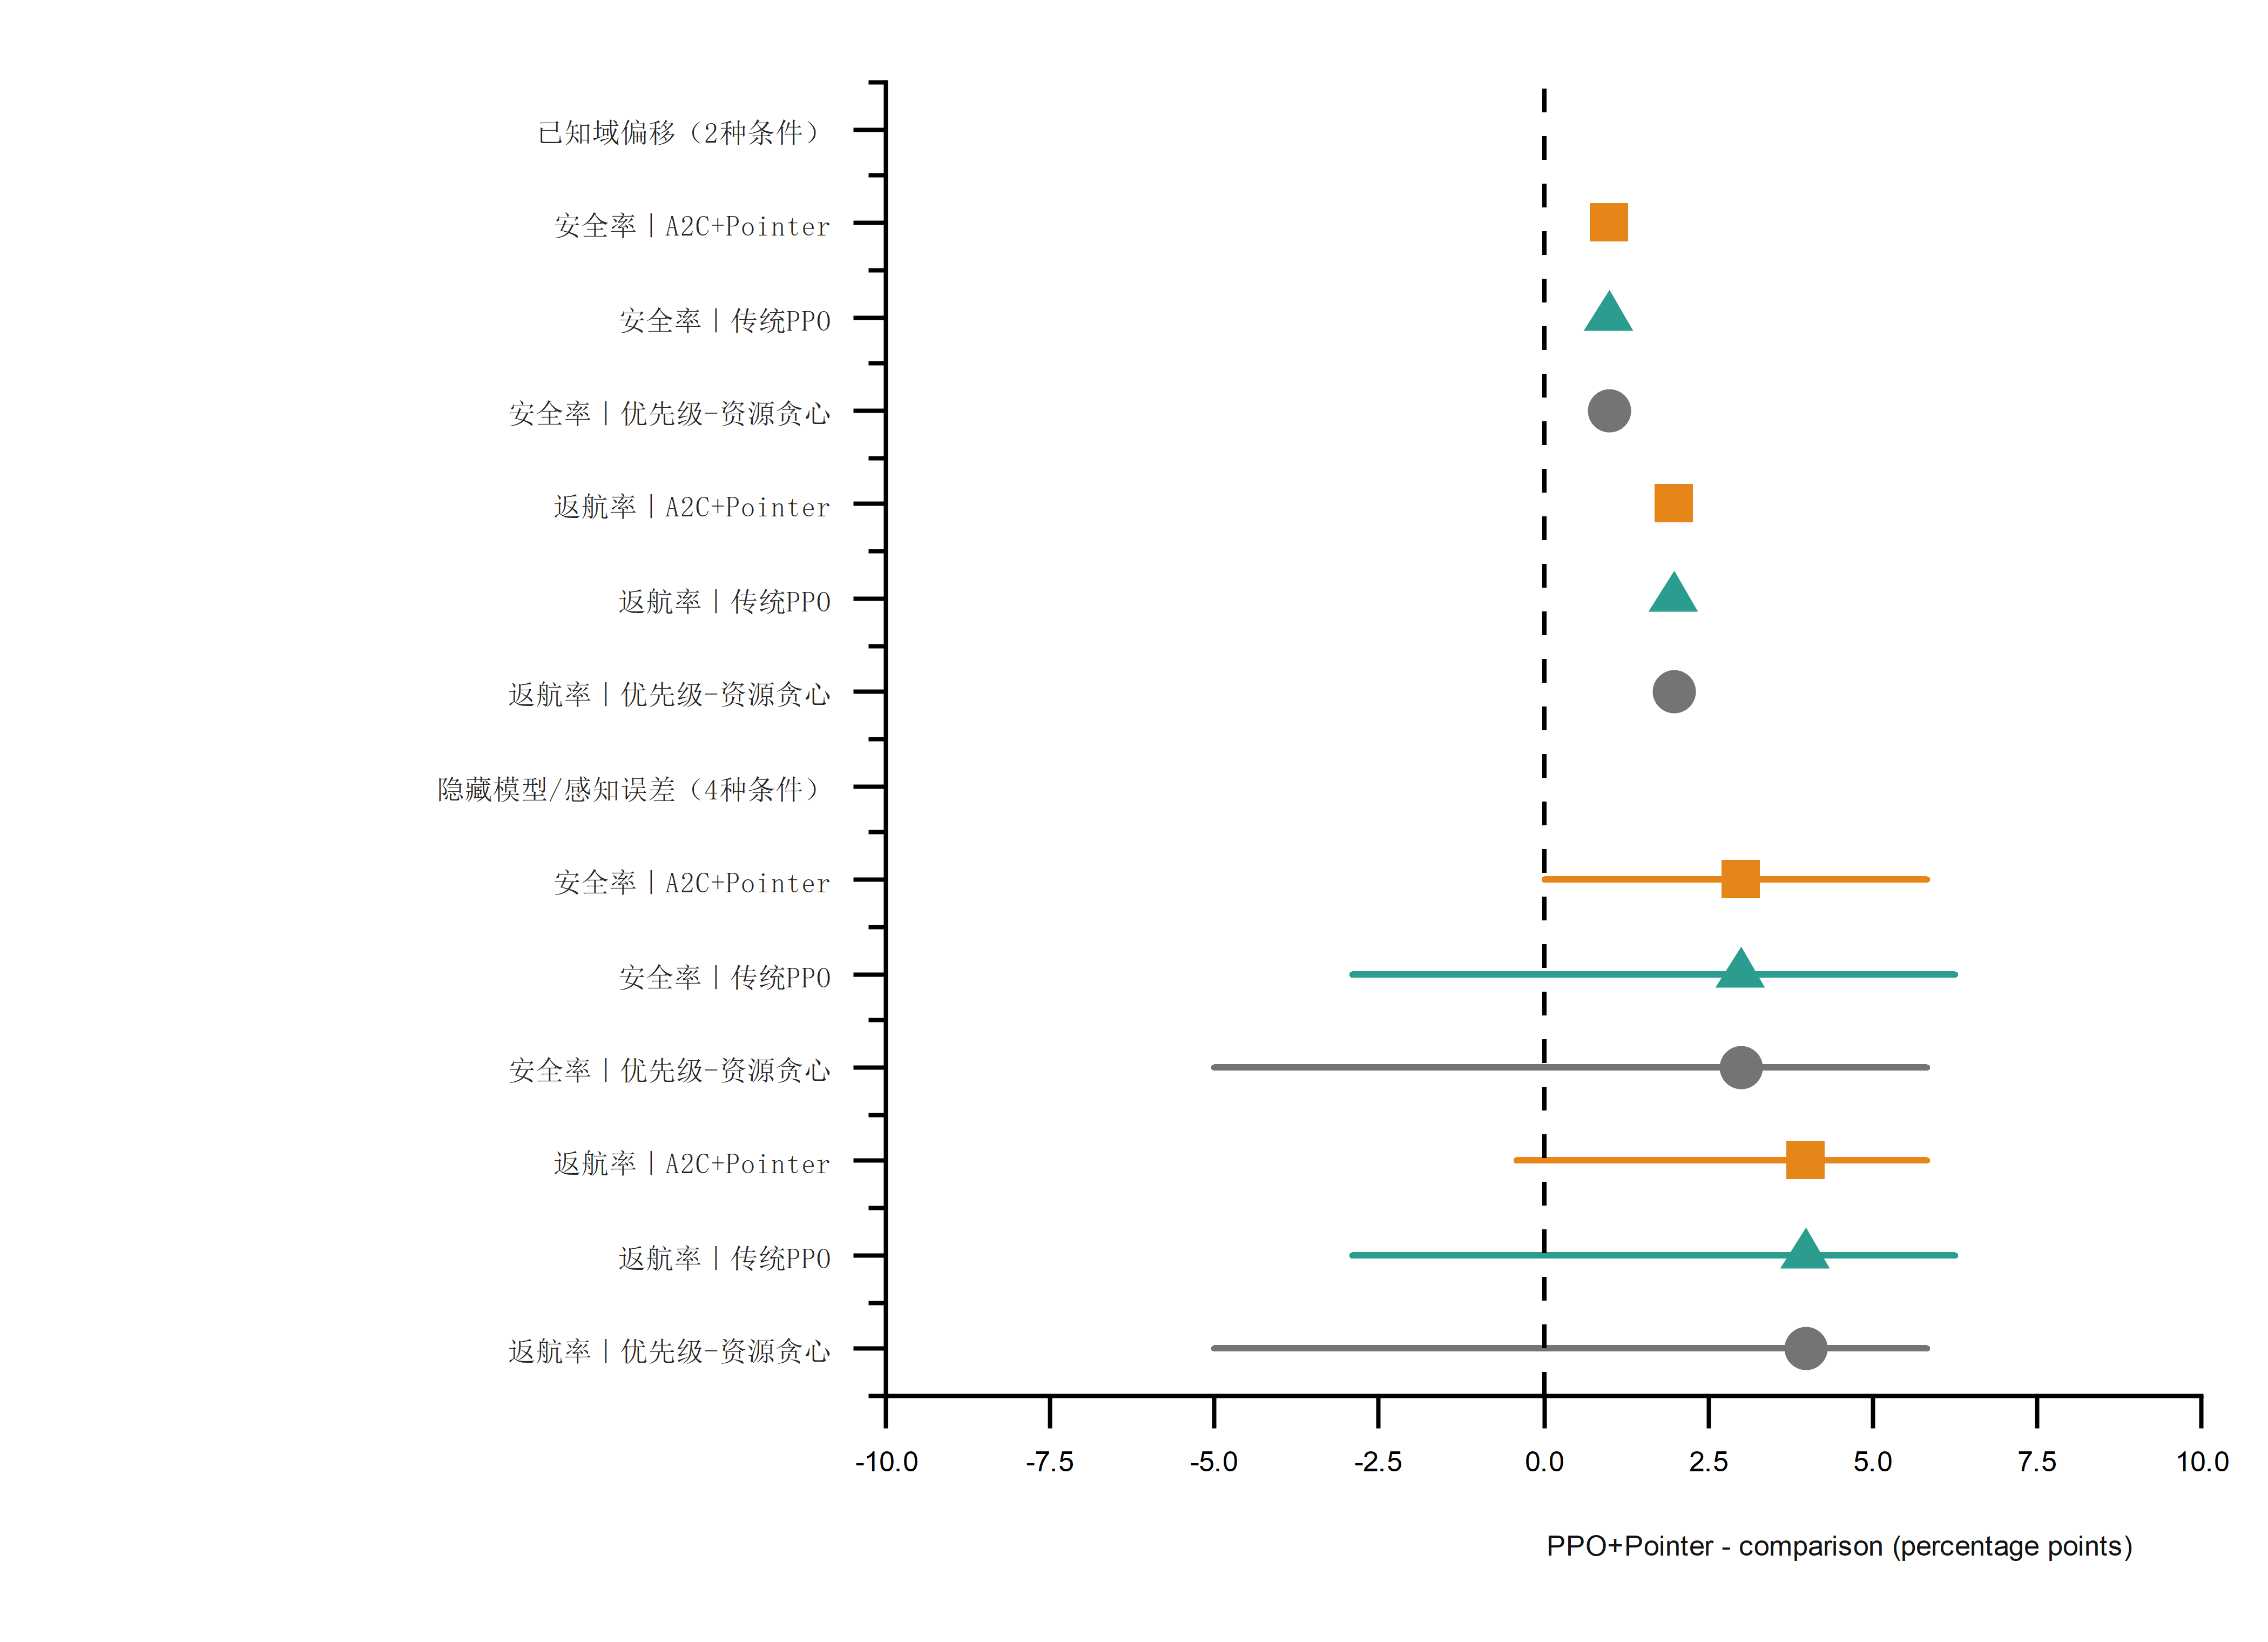 已知域偏移（2种条件）
安全率｜A2C+Pointer
安全率｜传统PPO
安全率｜优先级-资源贪心
返航率｜A2C+Pointer
返航率｜传统PPO
返航率｜优先级-资源贪心
隐藏模型/感知误差（4种条件）
安全率｜A2C+Pointer
安全率｜传统PPO
安全率｜优先级-资源贪心
返航率｜A2C+Pointer
返航率｜传统PPO
返航率｜优先级-资源贪心
-10.0 -7.5 -5.0 -2.5 0.0 2.5 5.0 7.5 10.0
PPO+Pointer - comparison (percentage points)